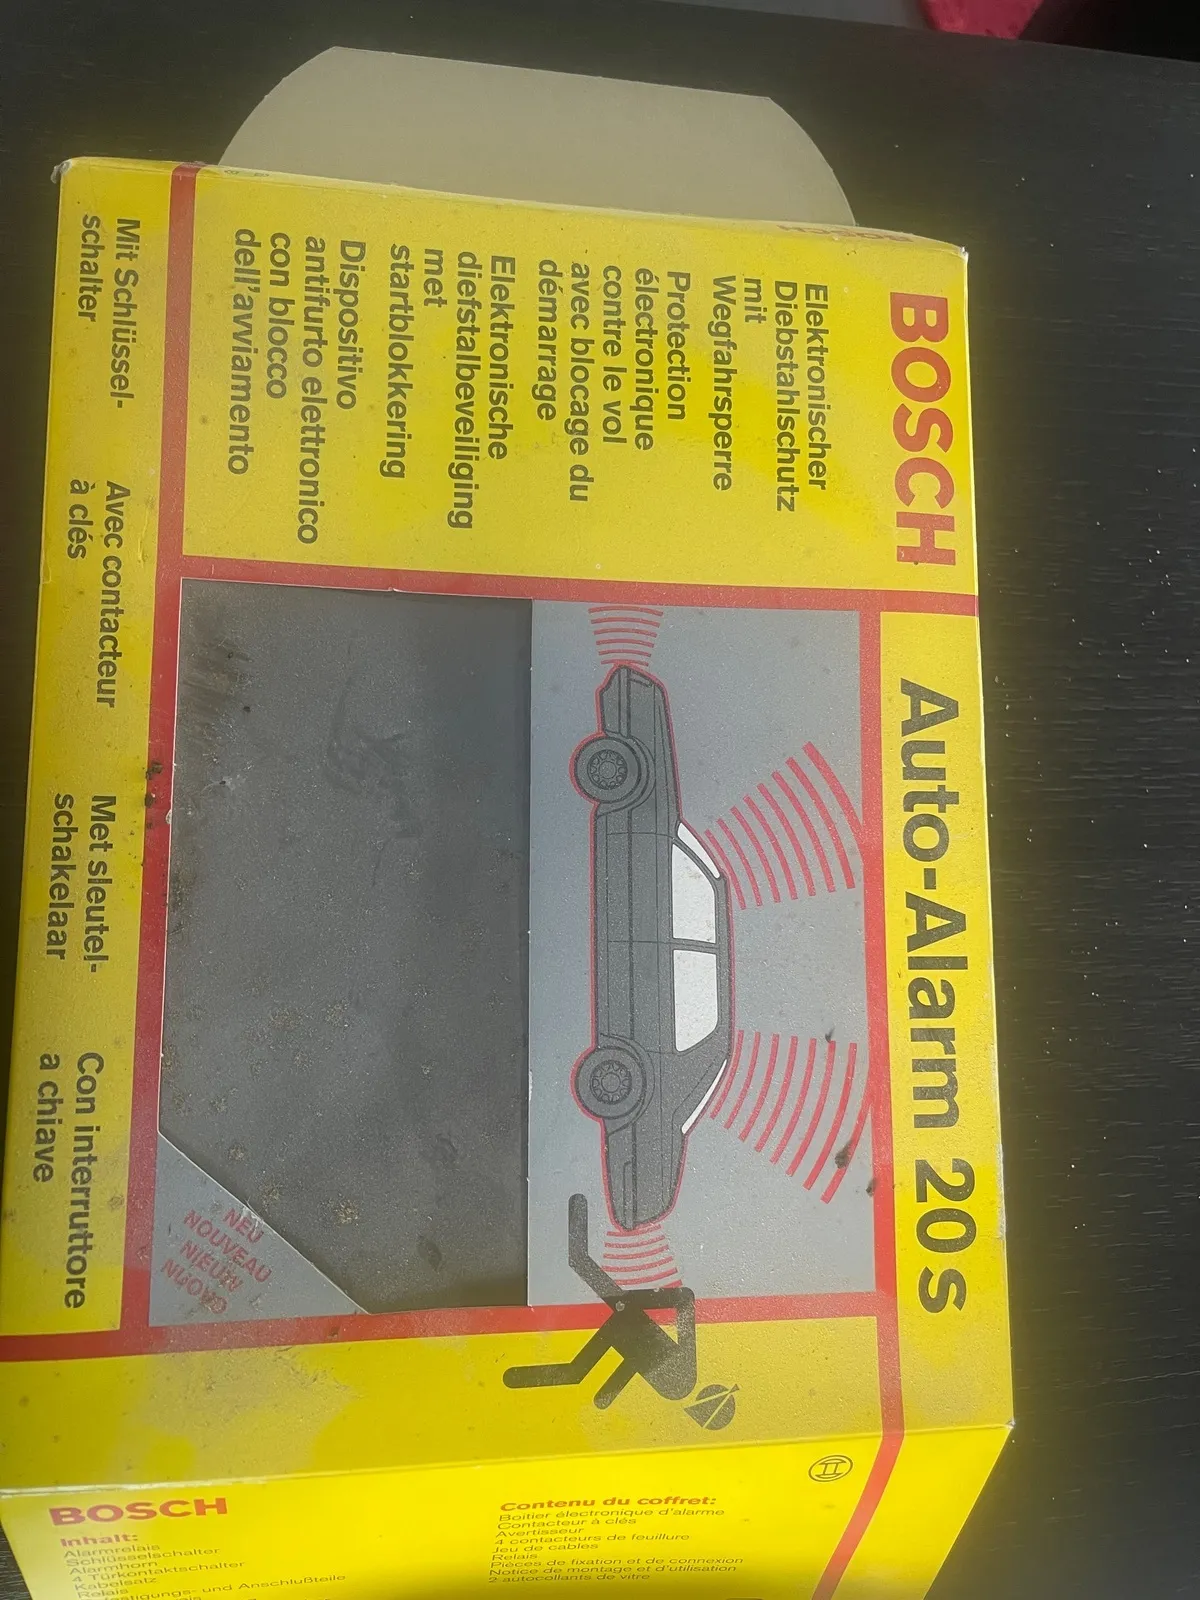 BOSCH
Auto-Alarm 20 s
Elektronischer
Diebstahlschutz
mit
Wegfahrsperre
Protection
électronique
contre le vol
avec blocage du
démarrage
Elektronische
diefstalbeveiliging
met
startblokkering
Dispositivo
antifurto elettronico
con blocco
dell'avviamento
Mit Schlüssel-
schalter
Avec contacteur
à clés
Met sleutel-
schakelaar
Con interruttore
a chiave
NEU
NOUVEAU
NIEUW
NUOVO
BOSCH
BOSCH
Inhalt:
Alarmrelais
Schlüsselschalter
Alarmhorn
4 Türkontaktschalter
Kabelsatz
Relais
und Anschlußteile
Contenu du coffret:
Boîtier électronique d'alarme
Contacteur à clés
Avertisseur
4 contacteurs de feuillure
Jeu de cables
Relais
Pièces de fixation et de connexion
Notice de montage et d'utilisation
2 autocollants de vitre